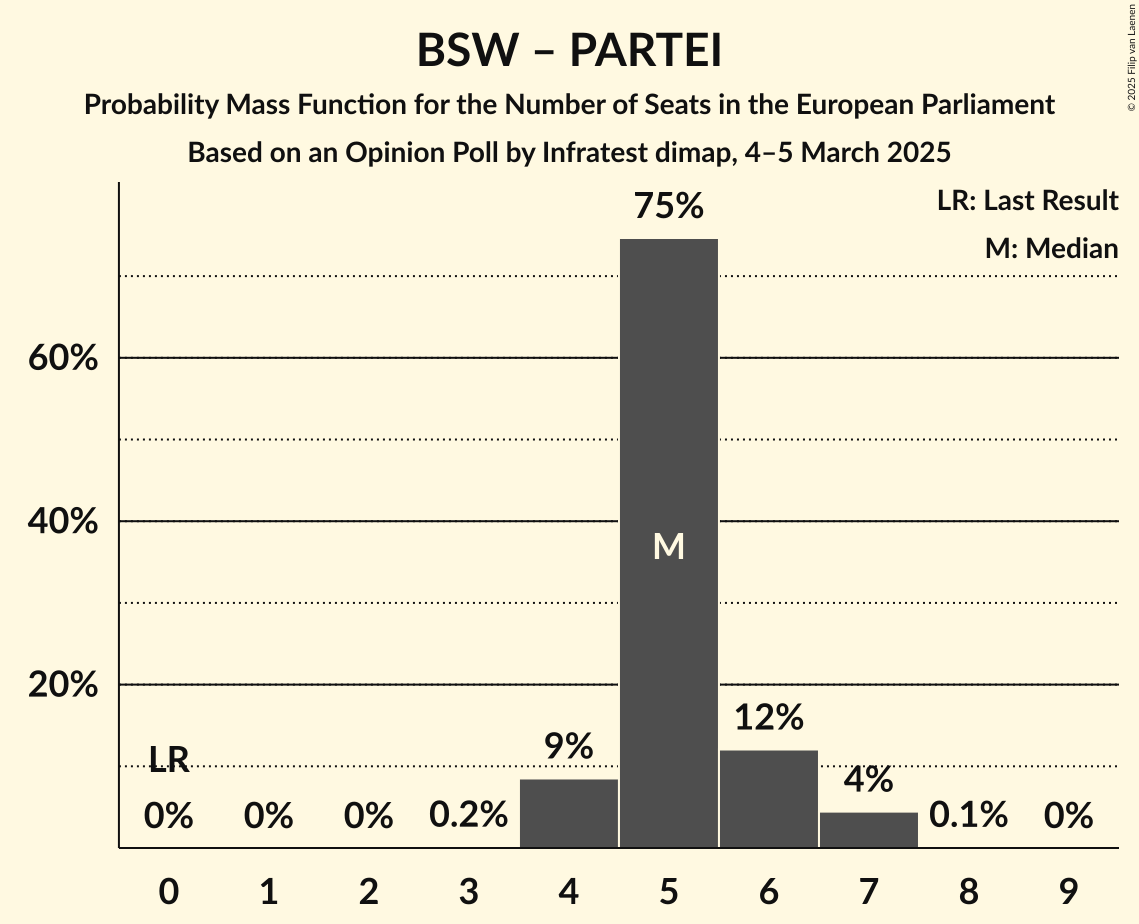 BSW – PARTEI
Probability Mass Function for the Number of Seats in the European Parliament
Based on an Opinion Poll by Infratest dimap, 4–5 March 2025
© 2025 Filip van Laenen
LR: Last Result
M: Median
75%
60%
40%
M
20%
12%
9%
LR
4%
0% 0% 0% 0.2% 0.1% 0%
0 1 2 3 4 5 6 7 8 9